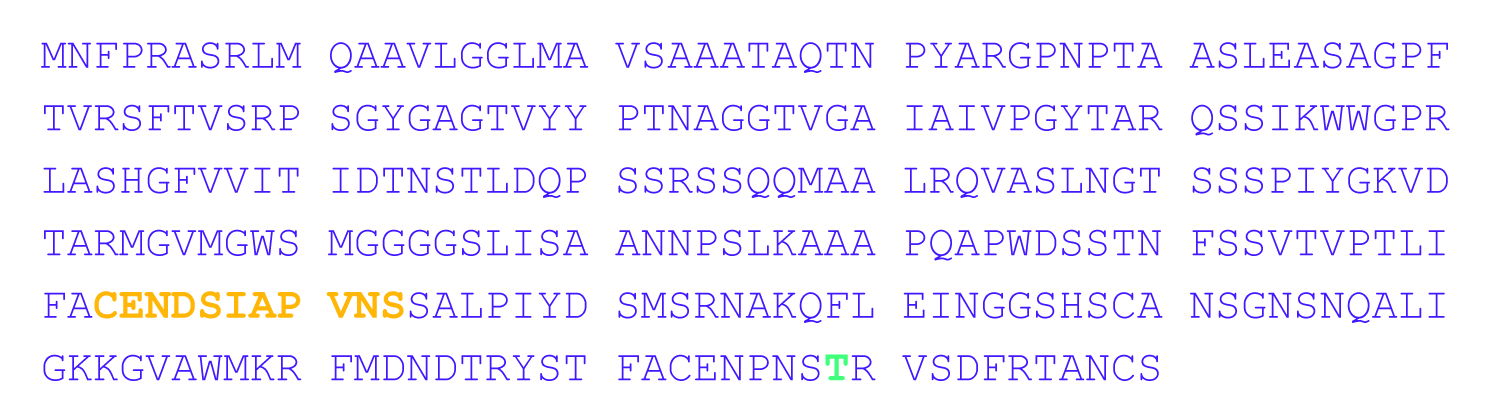 MNFPRASRLM QAAVLGGLMA VSAAATAQTN PYARGPNPTA ASLEASAGPF
TVRSFTVSRP SGYGAGTVYY PTNAGGTVGA IAIVPGYTAR QSSIKWWGPR
LASHGFVVIT IDTNSTLDQP SSRSSQQMAA LRQVASLNGT SSSPIYGKVD
TARMGVMGWS MGGGGSLISA ANNPSLKAAA PQAPWDSSTN FSSVTVPTLI
FACENDSIAP VNSSALPIYD SMSRNAKQFL EINGGSHSCA NSGNSNQALI
GKKGVAWMKR FMDNDTRYST FACENPNSTR VSDFRTANCS